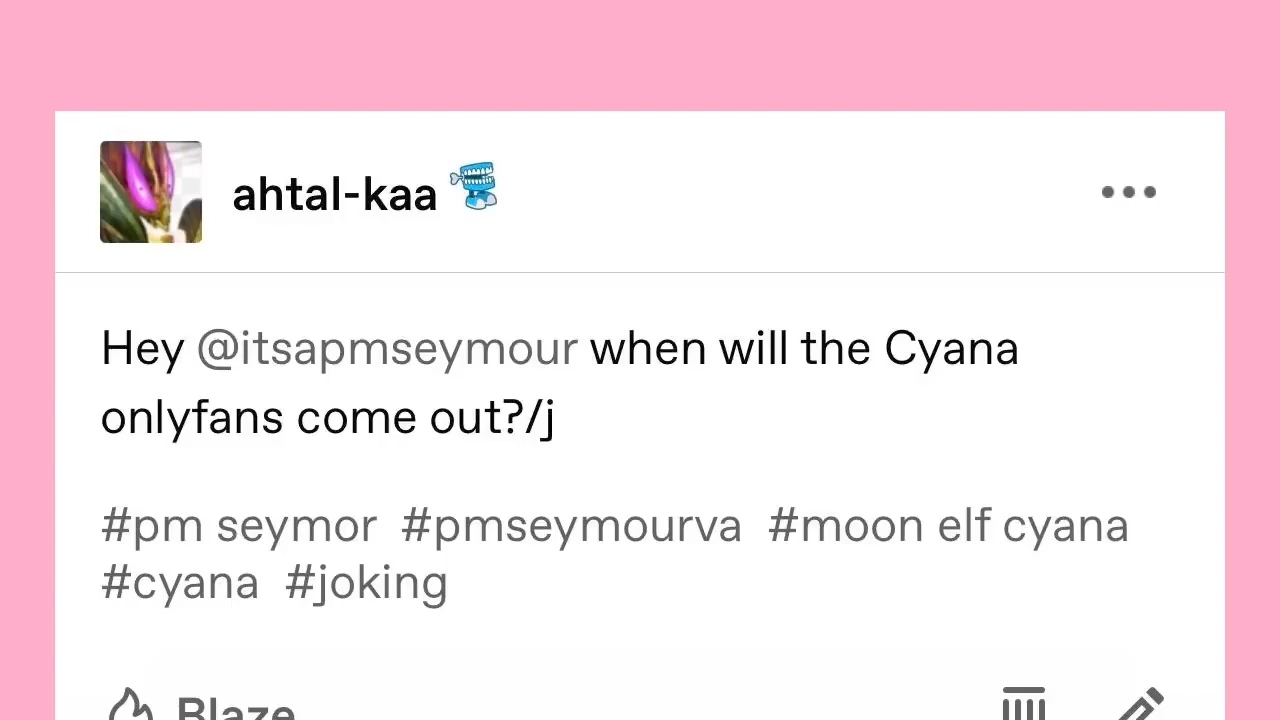 ahtal-kaa
Hey @itsapmseymour when will the Cyana
onlyfans come out?/j
#pm seymor #pmseymourva #moon elf cyana
#cyana #joking
Blaze